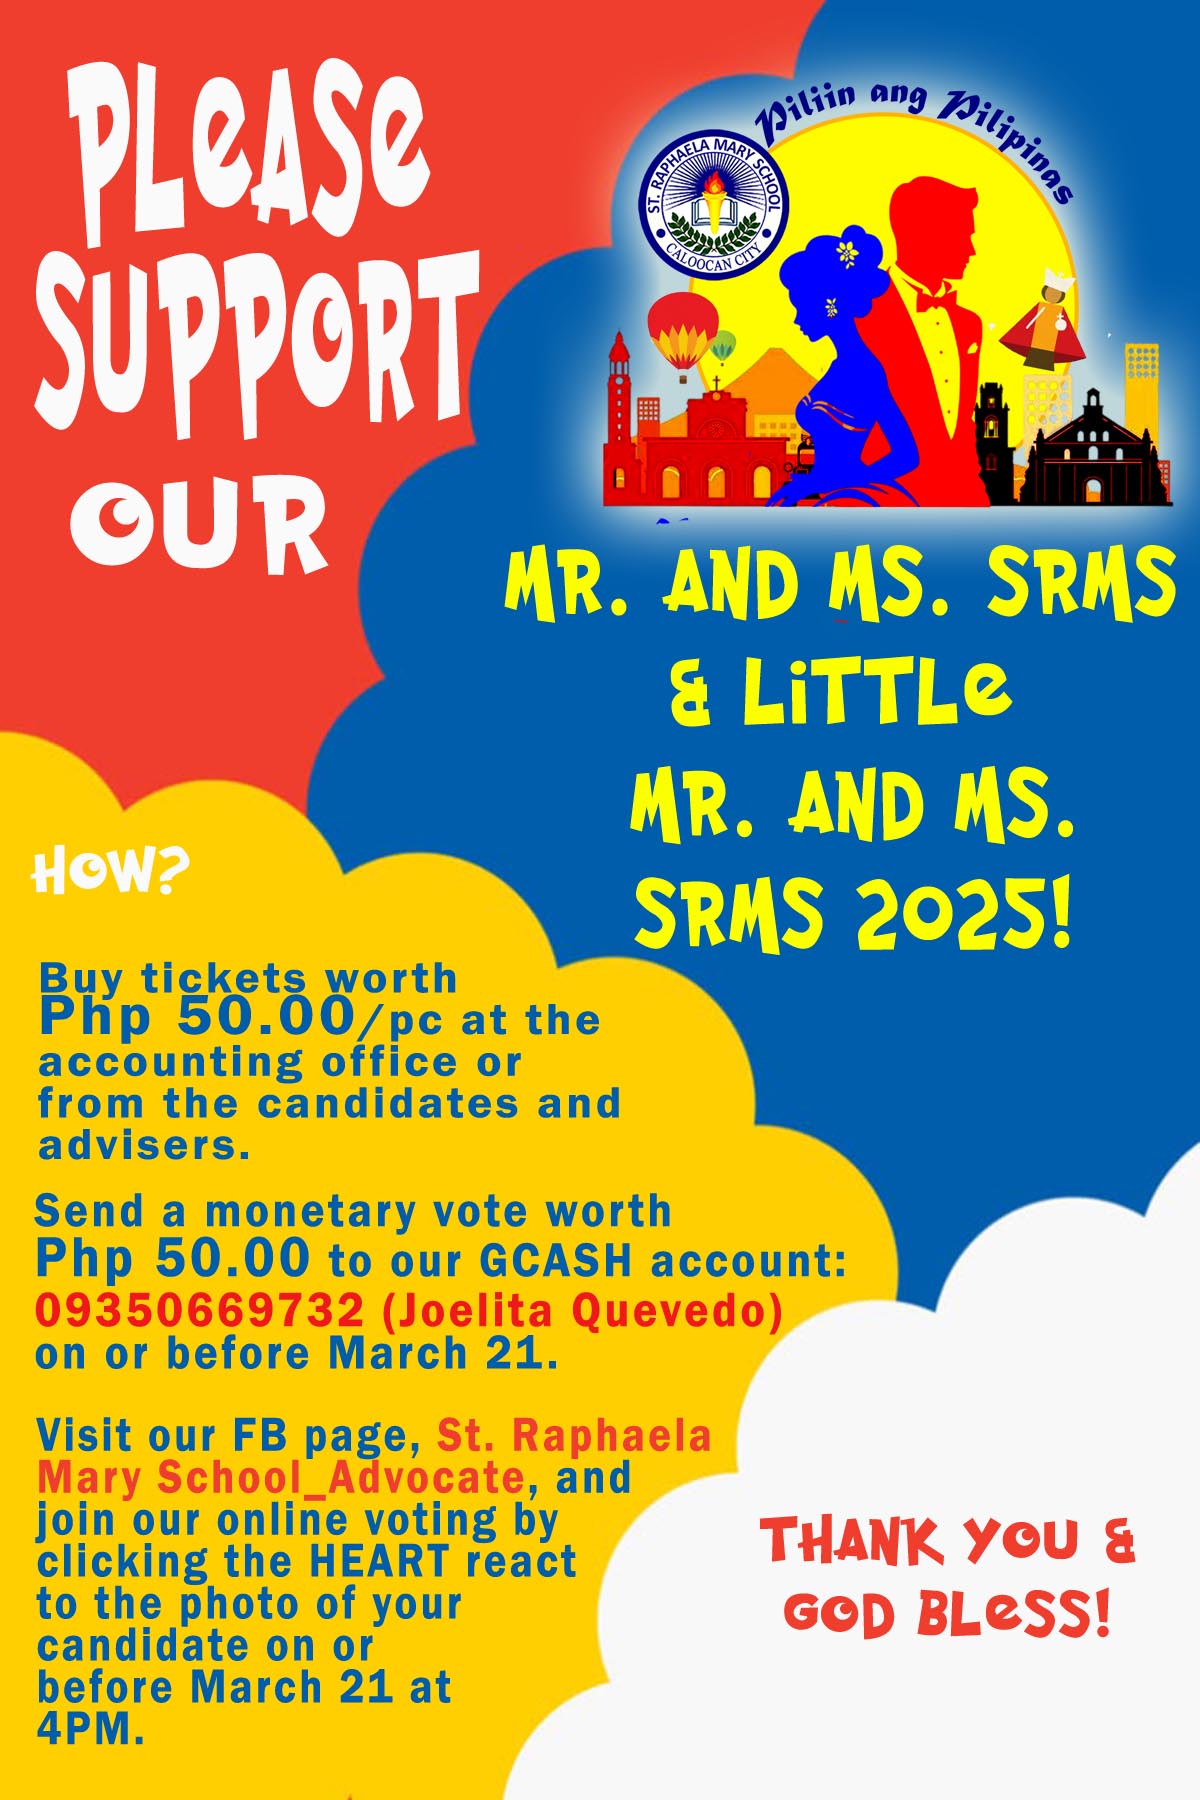 PLeASe
SUPPORT
OUR
Piliin ang Pilipinas
ST. RAPHAELA MARY SCHOOL
CALOOCAN CITY
MR. AND MS. SRMS
& LiTTLe
MR. AND MS.
SRMS 2025!
HOW?
Buy tickets worth
Php 50.00/pc at the
accounting office or
from the candidates and
advisers.
Send a monetary vote worth
Php 50.00 to our GCASH account:
09350669732 (Joelita Quevedo)
on or before March 21.
Visit our FB page, St. Raphaela
Mary School_Advocate, and
join our online voting by
clicking the HEART react
to the photo of your
candidate on or
before March 21 at
4PM.
THANK YOU &
GOD BLeSS!